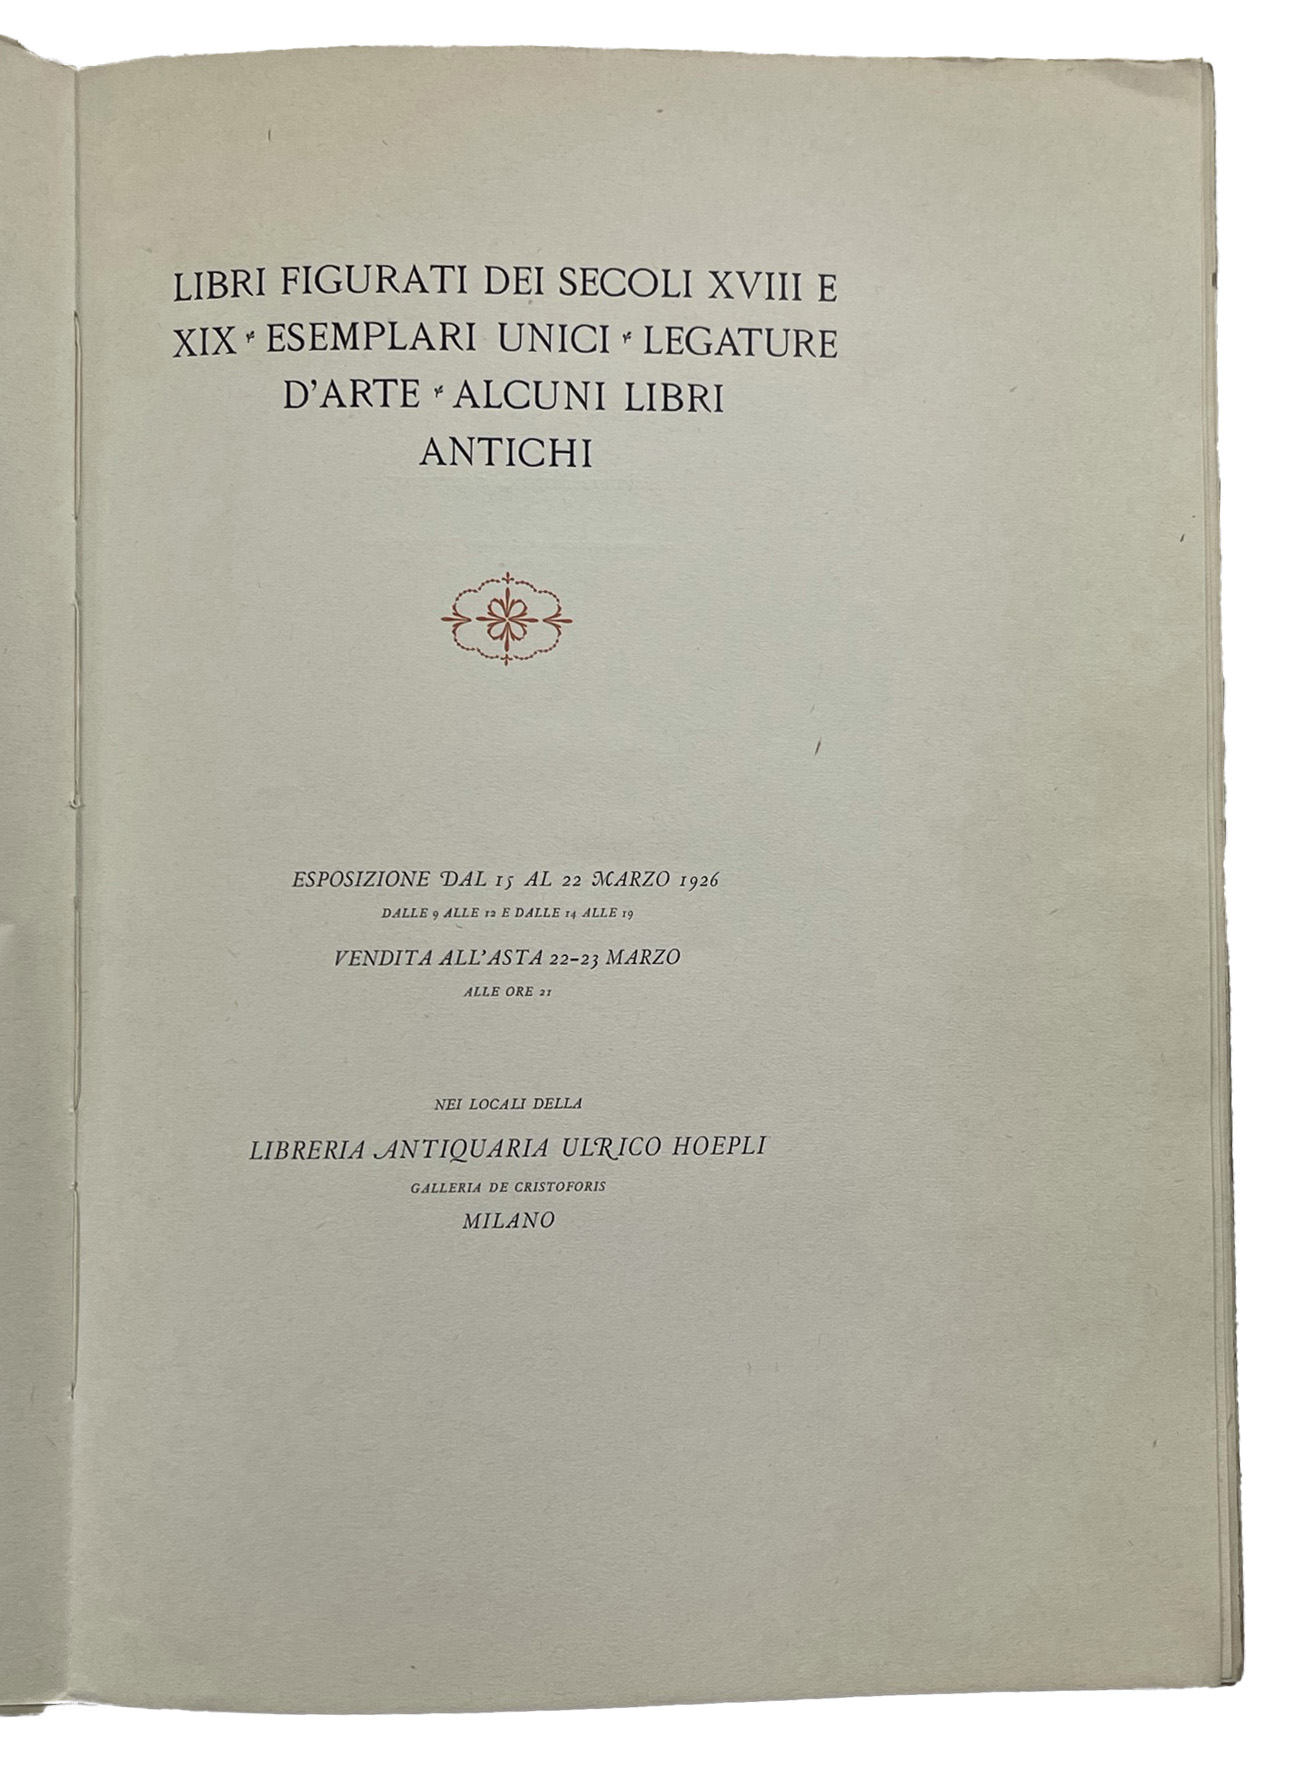 LIBRI FIGURATI DEI SECOLI XVIII E
XIX * ESEMPLARI UNICI * LEGATURE
D'ARTE * ALCUNI LIBRI
ANTICHI
ESPOSIZIONE DAL 15 AL 22 MARZO 1926
DALLE 9 ALLE 12 E DALLE 14 ALLE 19
VENDITA ALL'ASTA 22-23 MARZO
ALLE ORE 21
NEI LOCALI DELLA
LIBRERIA ANTIQUARIA ULRICO HOEPLI
GALLERIA DE CRISTOFORIS
MILANO